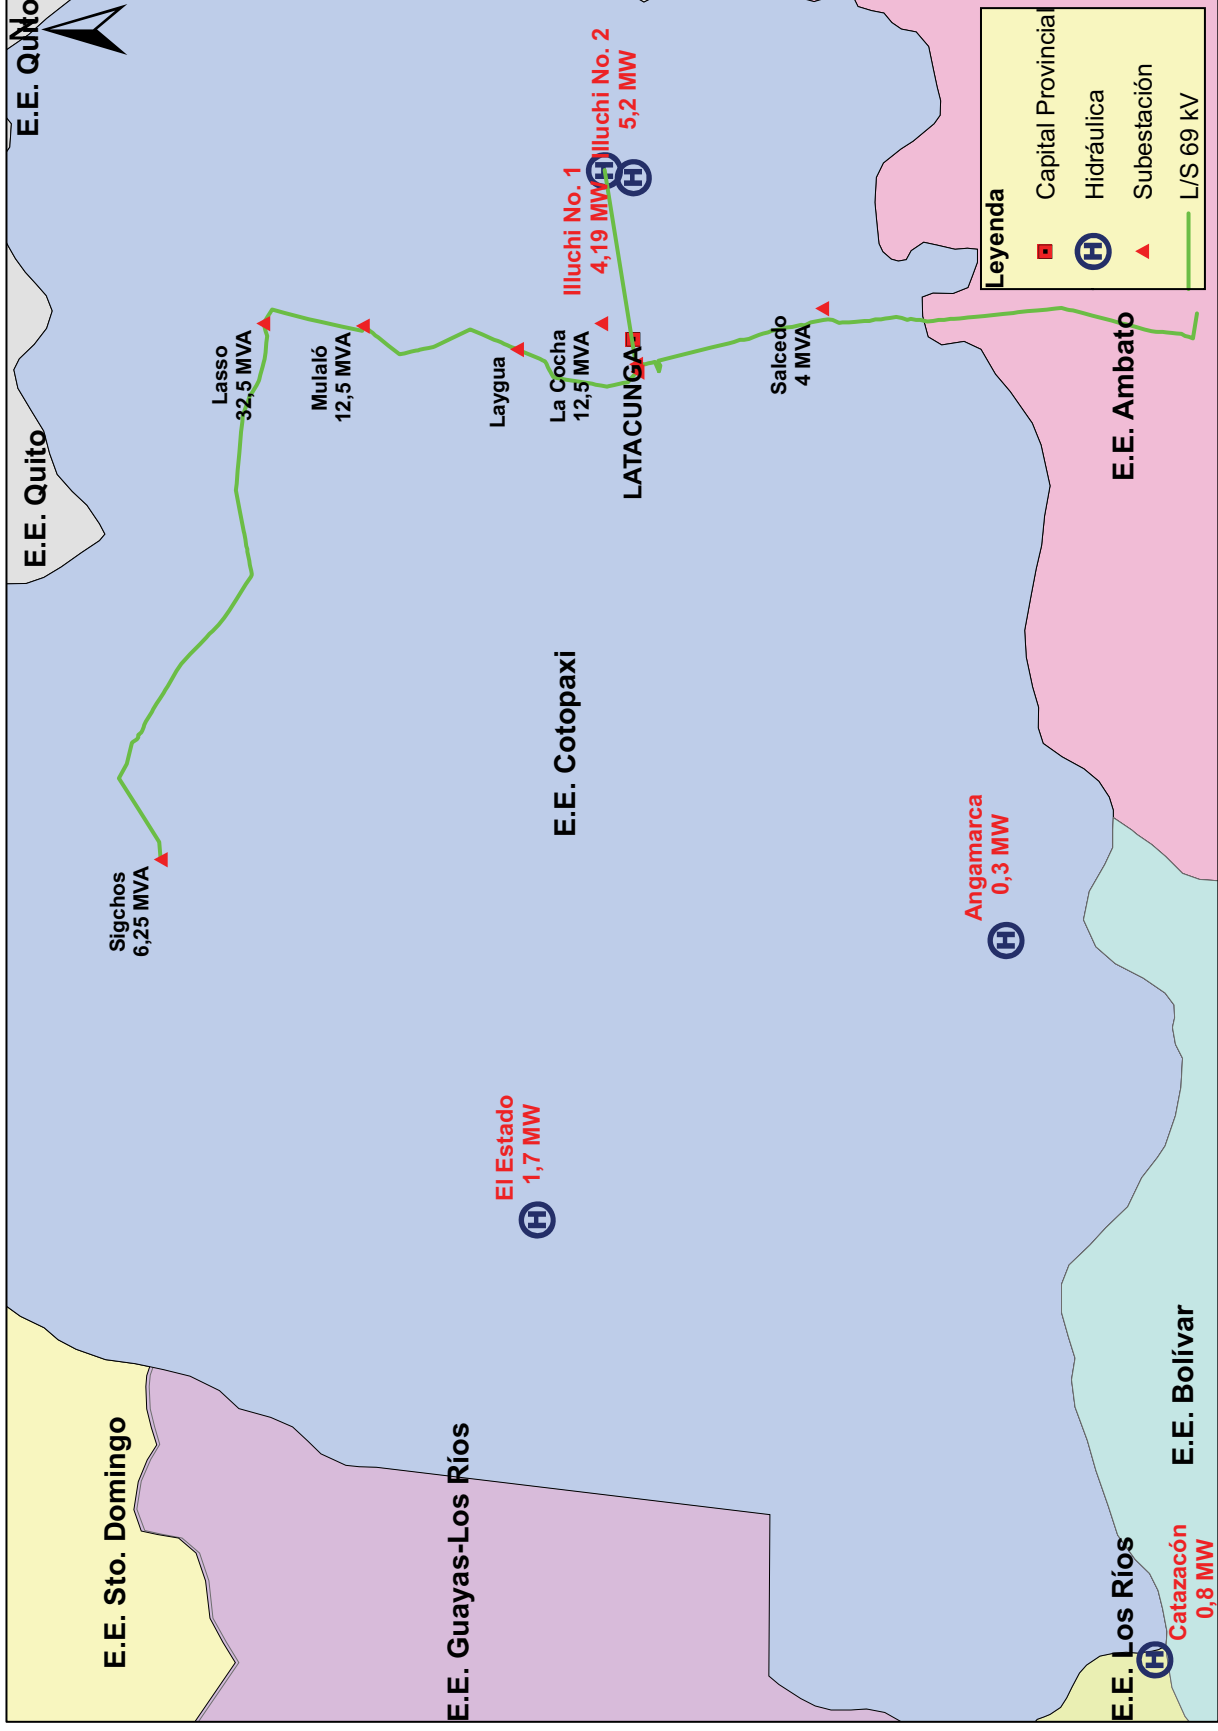 E.E. Quito
E.E. Quito
N
E.E. Sto. Domingo
Sigchos
6,25 MVA
Lasso
32,5 MVA
Mulaló
12,5 MVA
Laygua
La Cocha
12,5 MVA
LATACUNGA
Illuchi No. 1
4,19 MW
Illuchi No. 2
5,2 MW
E.E. Guayas-Los Ríos
El Estado
1,7 MW
E.E. Cotopaxi
Salcedo
4 MVA
Angamarca
0,3 MW
E.E. Los Ríos
Catazacón
0,8 MW
E.E. Bolívar
E.E. Ambato
Leyenda
Capital Provincial
H Hidráulica
Subestación
L/S 69 kV
H
H
H
H
H